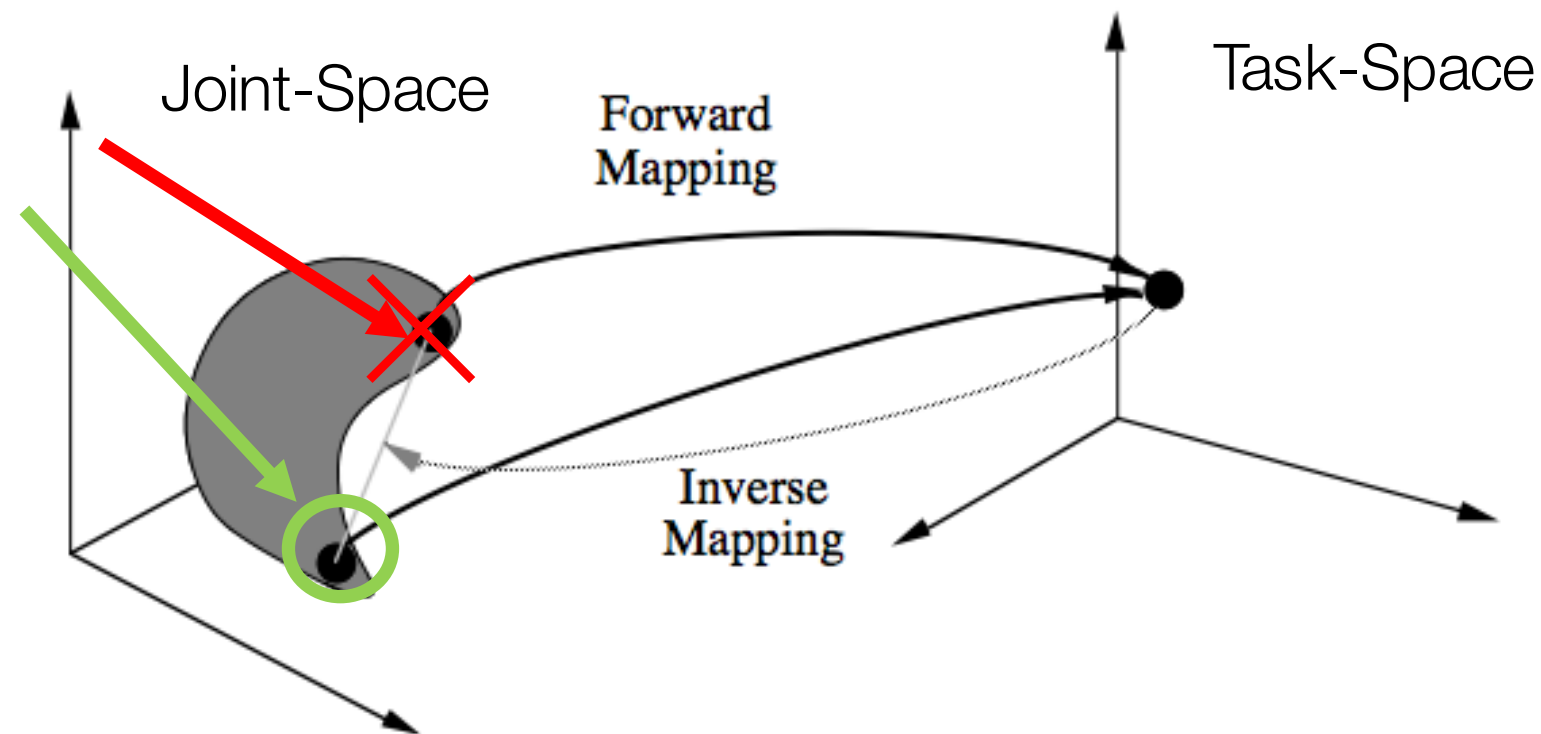 Joint-Space
Task-Space
Forward
Mapping
Inverse
Mapping